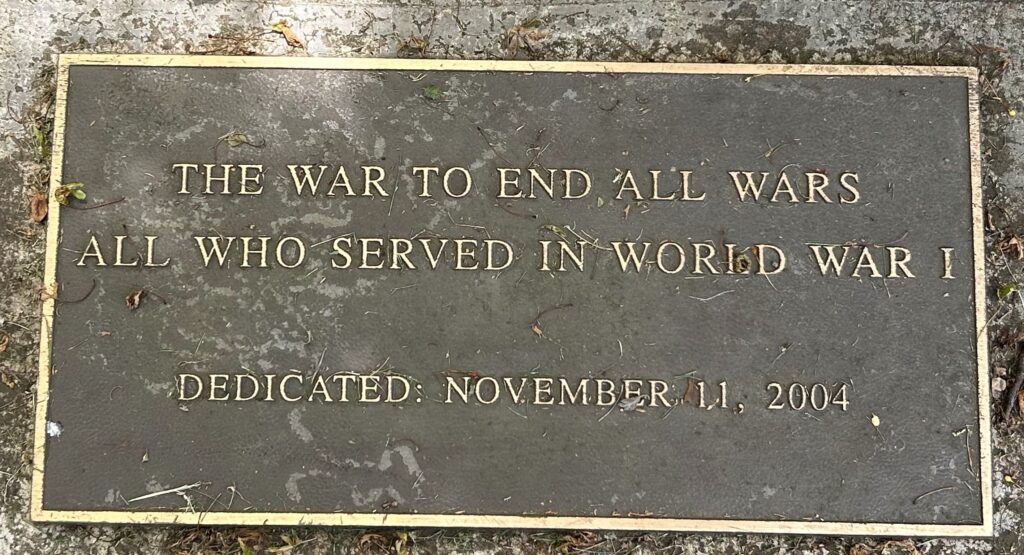 THE WAR TO END ALL WARS
ALL WHO SERVED IN WORLD WAR I
DEDICATED: NOVEMBER 11, 2004